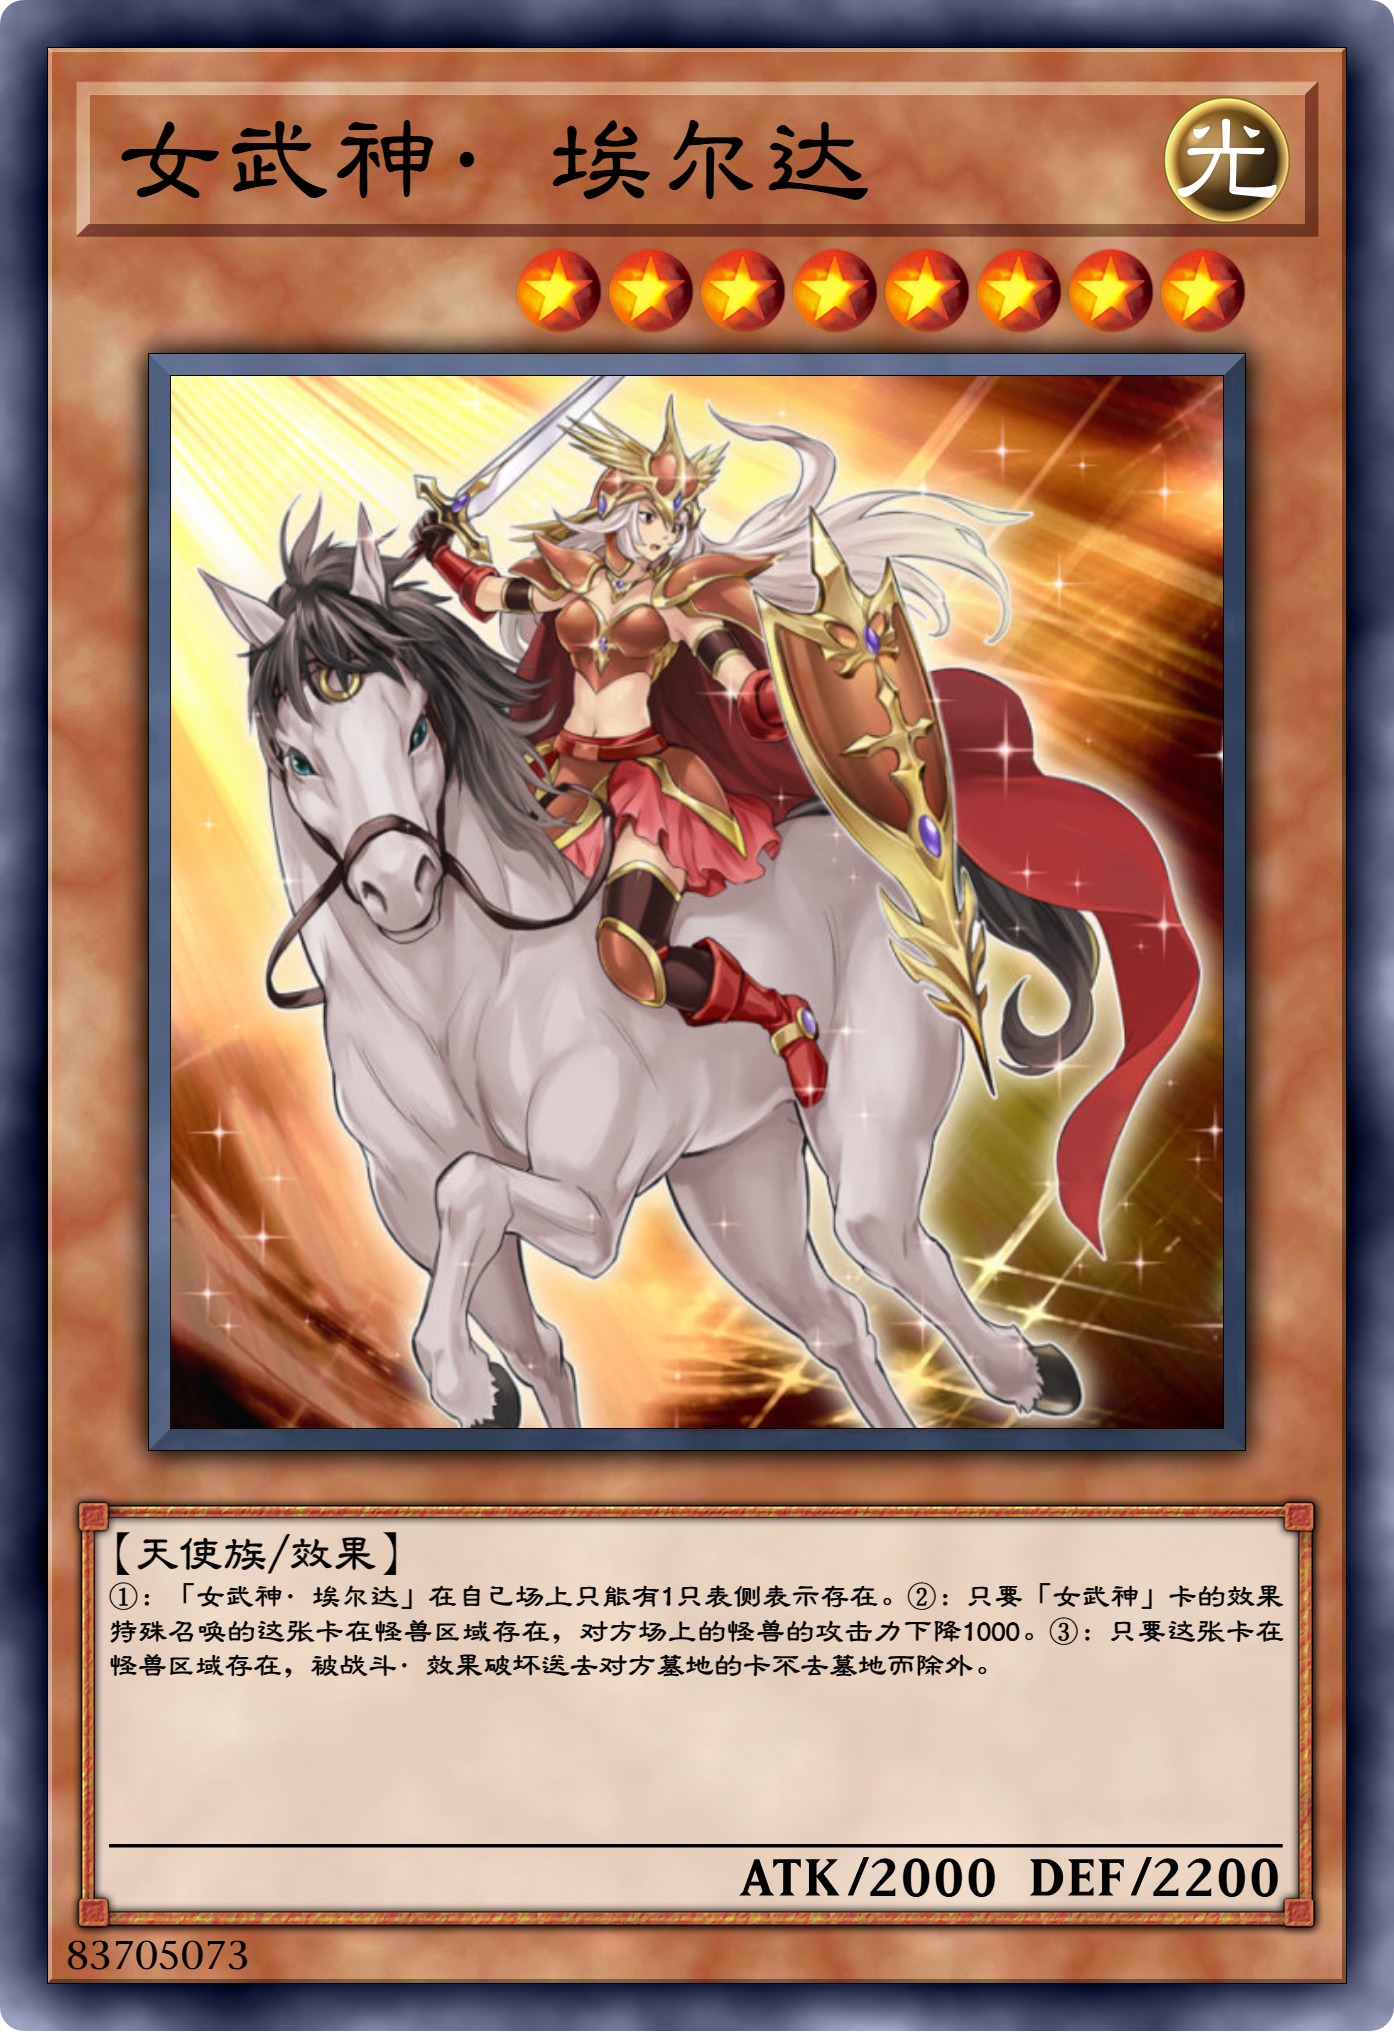 女武神· 埃尔达
光
【天使族/效果】
①：「女武神· 埃尔达」在自己场上只能有1只表侧表示存在。②：只要「女武神」卡的效果
特殊召唤的这张卡在怪兽区域存在，对方场上的怪兽的攻击力下降1000。③：只要这张卡在
怪兽区域存在，被战斗· 效果破坏送去对方墓地的卡不去墓地而除外。
ATK/2000 DEF/2200
83705073